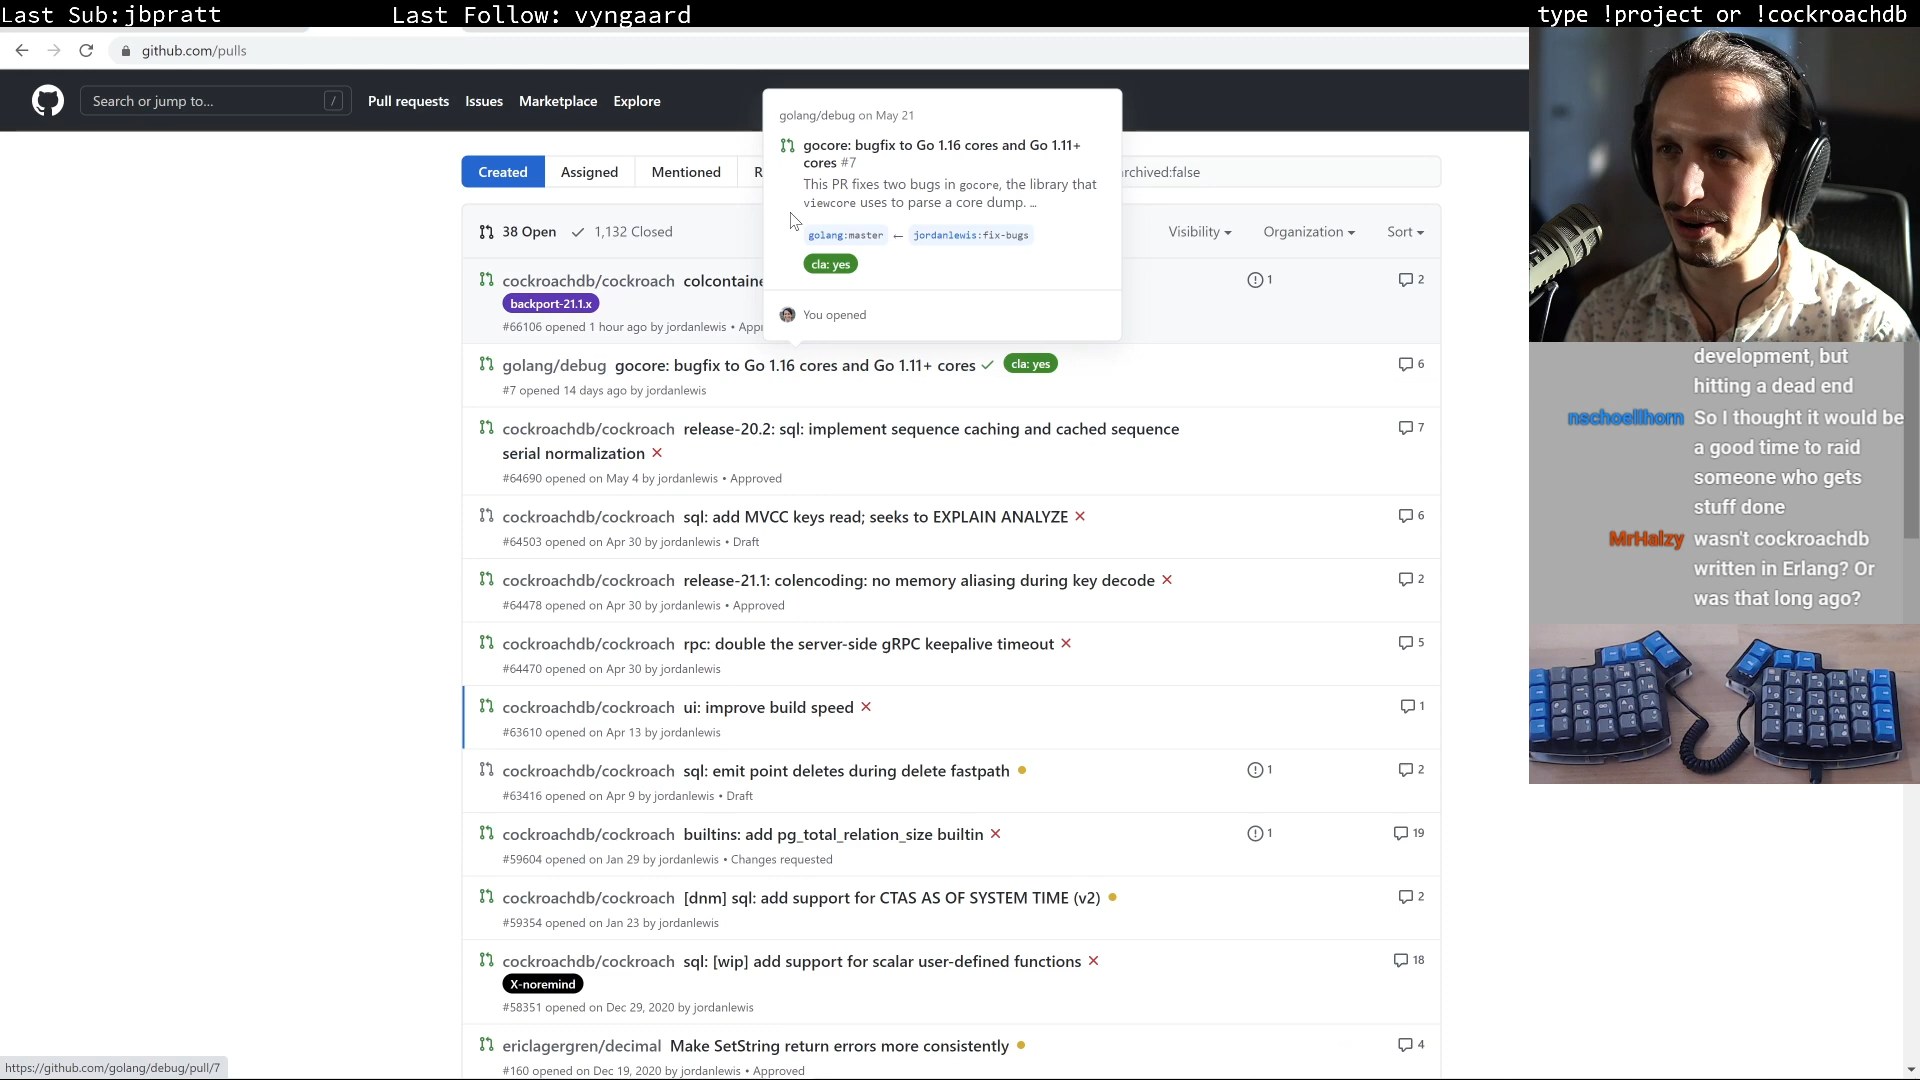 Last Sub:jbpratt
Last Follow: vyngaard
type !project or !cockroachdb
github.com/pulls
Search or jump to...
/
Pull requests
Issues
Marketplace
Explore
golang/debug on May 21
gocore: bugfix to Go 1.16 cores and Go 1.11+
cores #7
This PR fixes two bugs in gocore, the library that
viewcore uses to parse a core dump. …
golang:master ← jordanlewis:fix-bugs
cla: yes
You opened
Created
Assigned
Mentioned
R
rchived:false
38 Open
1,132 Closed
Visibility
Organization
Sort
cockroachdb/cockroach colcontaine
1
2
backport-21.1.x
#66106 opened 1 hour ago by jordanlewis • App
golang/debug gocore: bugfix to Go 1.16 cores and Go 1.11+ cores
cla: yes
6
#7 opened 14 days ago by jordanlewis
cockroachdb/cockroach release-20.2: sql: implement sequence caching and cached sequence
serial normalization
7
#64690 opened on May 4 by jordanlewis • Approved
cockroachdb/cockroach sql: add MVCC keys read; seeks to EXPLAIN ANALYZE
6
#64503 opened on Apr 30 by jordanlewis • Draft
cockroachdb/cockroach release-21.1: colencoding: no memory aliasing during key decode
2
#64478 opened on Apr 30 by jordanlewis • Approved
cockroachdb/cockroach rpc: double the server-side gRPC keepalive timeout
5
#64470 opened on Apr 30 by jordanlewis
cockroachdb/cockroach ui: improve build speed
1
#63610 opened on Apr 13 by jordanlewis
cockroachdb/cockroach sql: emit point deletes during delete fastpath
1
2
#63416 opened on Apr 9 by jordanlewis • Draft
cockroachdb/cockroach builtins: add pg_total_relation_size builtin
1
19
#59604 opened on Jan 29 by jordanlewis • Changes requested
cockroachdb/cockroach [dnm] sql: add support for CTAS AS OF SYSTEM TIME (v2)
2
#59354 opened on Jan 23 by jordanlewis
cockroachdb/cockroach sql: [wip] add support for scalar user-defined functions
18
X-noremind
#58351 opened on Dec 29, 2020 by jordanlewis
ericlagergren/decimal Make SetString return errors more consistently
4
#160 opened on Dec 19, 2020 by jordanlewis • Approved
https://github.com/golang/debug/pull/7
development, but
hitting a dead end
nschoellhorn So I thought it would be
a good time to raid
someone who gets
stuff done
MrHalzy wasn't cockroachdb
written in Erlang? Or
was that long ago?